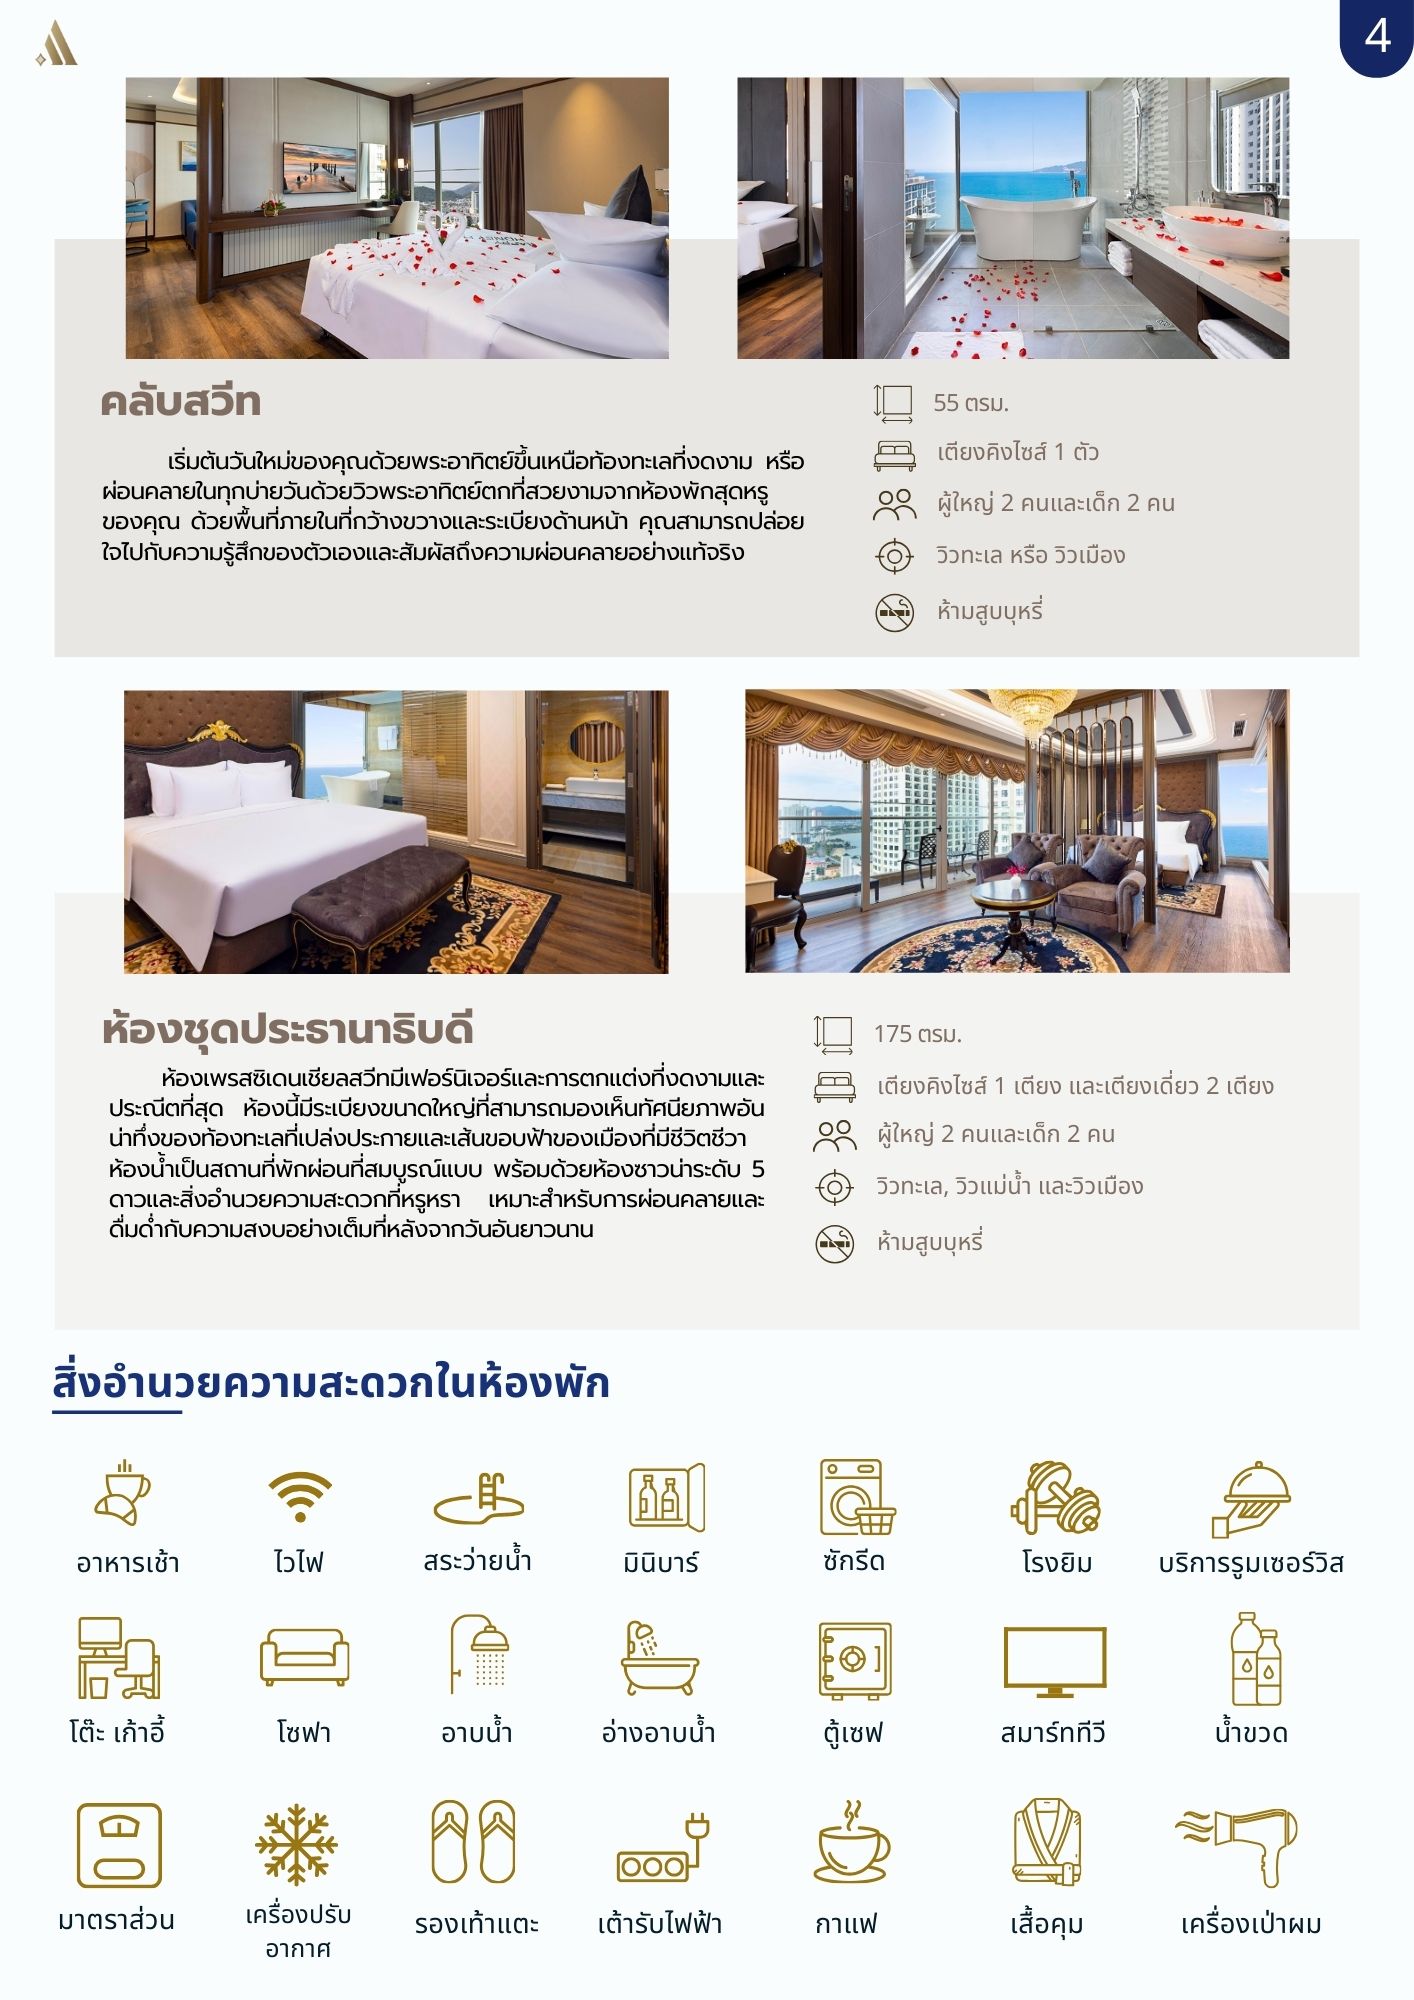 4
คลับสวีท
เริ่มต้นวันใหม่ของคุณด้วยพระอาทิตย์ขึ้นเหนือท้องทะเลที่งดงาม หรือ
ผ่อนคลายในทุกบ่ายวันด้วยวิวพระอาทิตย์ตกที่สวยงามจากห้องพักสุดหรู
ของคุณ ด้วยพื้นที่ภายในที่กว้างขวางและระเบียงด้านหน้า คุณสามารถปล่อย
ใจไปกับความรู้สึกของตัวเองและสัมผัสถึงความผ่อนคลายอย่างแท้จริง
55 ตรม.
เตียงคิงไซส์ 1 ตัว
ผู้ใหญ่ 2 คนและเด็ก 2 คน
วิวทะเล หรือ วิวเมือง
ห้ามสูบบุหรี่
ห้องชุดประธานาธิบดี
ห้องเพรสซิเดนเชียลสวีทมีเฟอร์นิเจอร์และการตกแต่งที่งดงามและ
ประณีตที่สุด ห้องนี้มีระเบียงขนาดใหญ่ที่สามารถมองเห็นทัศนียภาพอัน
น่าทึ่งของท้องทะเลที่เปล่งประกายและเส้นขอบฟ้าของเมืองที่มีชีวิตชีวา
ห้องน้ำเป็นสถานที่พักผ่อนที่สมบูรณ์แบบ พร้อมด้วยห้องซาวน่าระดับ 5
ดาวและสิ่งอำนวยความสะดวกที่หรูหรา เหมาะสำหรับการผ่อนคลายและ
ดื่มด่ำกับความสงบอย่างเต็มที่หลังจากวันอันยาวนาน
175 ตรม.
เตียงคิงไซส์ 1 เตียง และเตียงเดี่ยว 2 เตียง
ผู้ใหญ่ 2 คนและเด็ก 2 คน
วิวทะเล, วิวแม่น้ำ และวิวเมือง
ห้ามสูบบุหรี่
สิ่งอำนวยความสะดวกในห้องพัก
อาหารเช้า
ไวไฟ
สระว่ายน้ำ
มินิบาร์
ซักรีด
โรงยิม
บริการรูมเซอร์วิส
โต๊ะ เก้าอี้
โซฟา
อาบน้ำ
อ่างอาบน้ำ
ตู้เซฟ
สมาร์ททีวี
น้ำขวด
มาตราส่วน
เครื่องปรับ
อากาศ
รองเท้าแตะ
เต้ารับไฟฟ้า
กาแฟ
เสื้อคุม
เครื่องเป่าผม